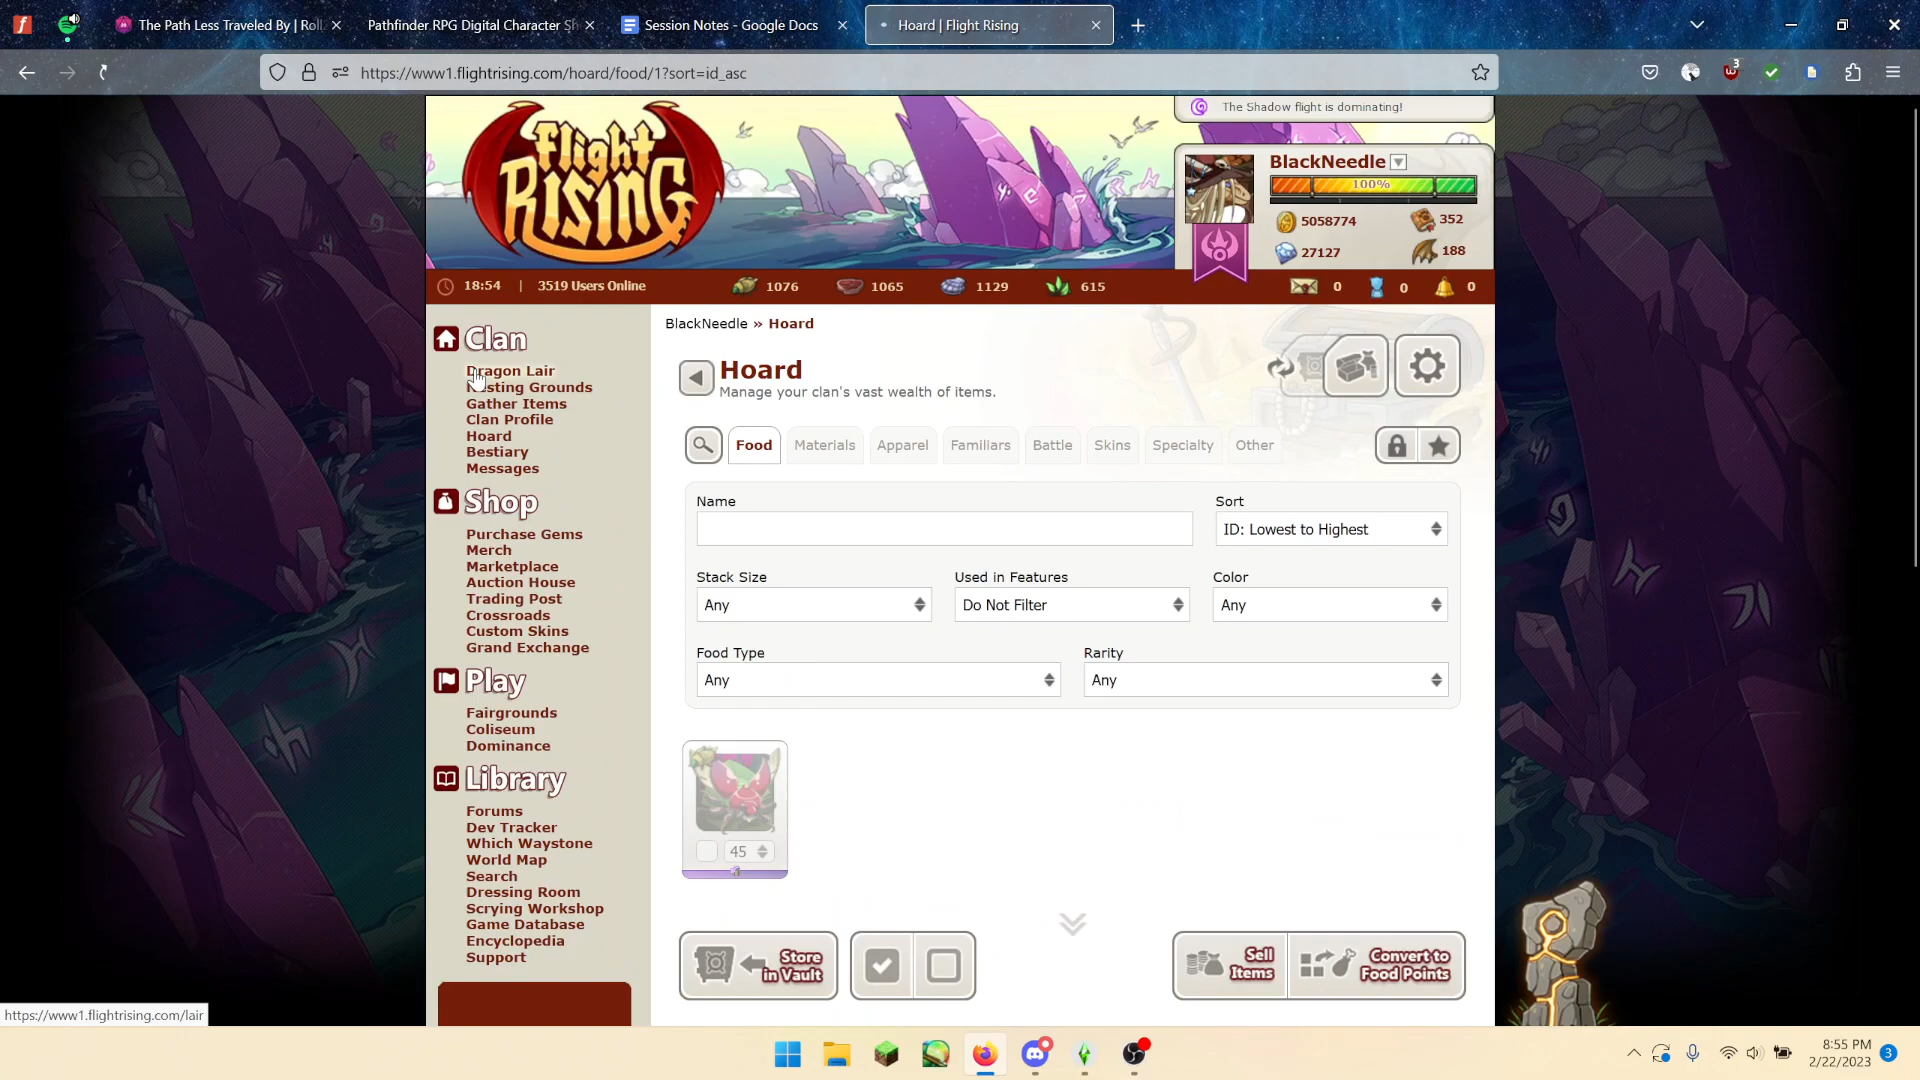 The Path Less Traveled By | Roll
Pathfinder RPG Digital Character Sh
Session Notes - Google Docs
Hoard | Flight Rising
https://www1.flightrising.com/hoard/food/1?sort=id_asc
3
Flight
RISING
The Shadow flight is dominating!
BlackNeedle
100%
5058774
352
27127
188
18:54 | 3519 Users Online
1076
1065
1129
615
0
0
0
Clan
Dragon Lair
Nesting Grounds
Gather Items
Clan Profile
Hoard
Bestiary
Messages
Shop
Purchase Gems
Merch
Marketplace
Auction House
Trading Post
Crossroads
Custom Skins
Grand Exchange
Play
Fairgrounds
Coliseum
Dominance
Library
Forums
Dev Tracker
Which Waystone
World Map
Search
Dressing Room
Scrying Workshop
Game Database
Encyclopedia
Support
BlackNeedle » Hoard
Hoard
Manage your clan's vast wealth of items.
Food
Materials
Apparel
Familiars
Battle
Skins
Specialty
Other
Name
Sort
ID: Lowest to Highest
Stack Size
Used in Features
Color
Any
Do Not Filter
Any
Food Type
Rarity
Any
Any
45
Store
in Vault
Sell
Items
Convert to
Food Points
https://www1.flightrising.com/lair
8:55 PM
2/22/2023
3